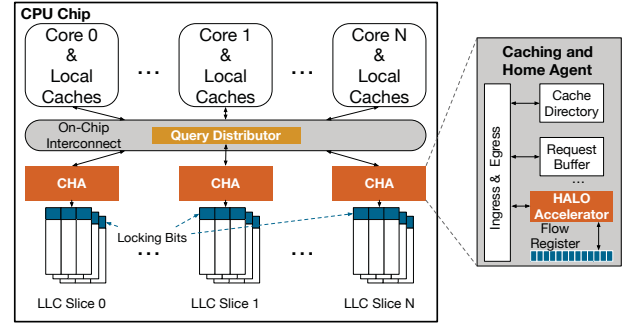 CPU Chip
Core 0
&
Local
Caches
...
Core 1
&
Local
Caches
...
Core N
&
Local
Caches
On-Chip
Interconnect
Query Distributor
CHA
CHA
CHA
Locking Bits
...
...
LLC Slice 0
LLC Slice 1
LLC Slice N
Caching and
Home Agent
Ingress & Egress
Cache
Directory
Request
Buffer
...
HALO
Accelerator
Flow
Register